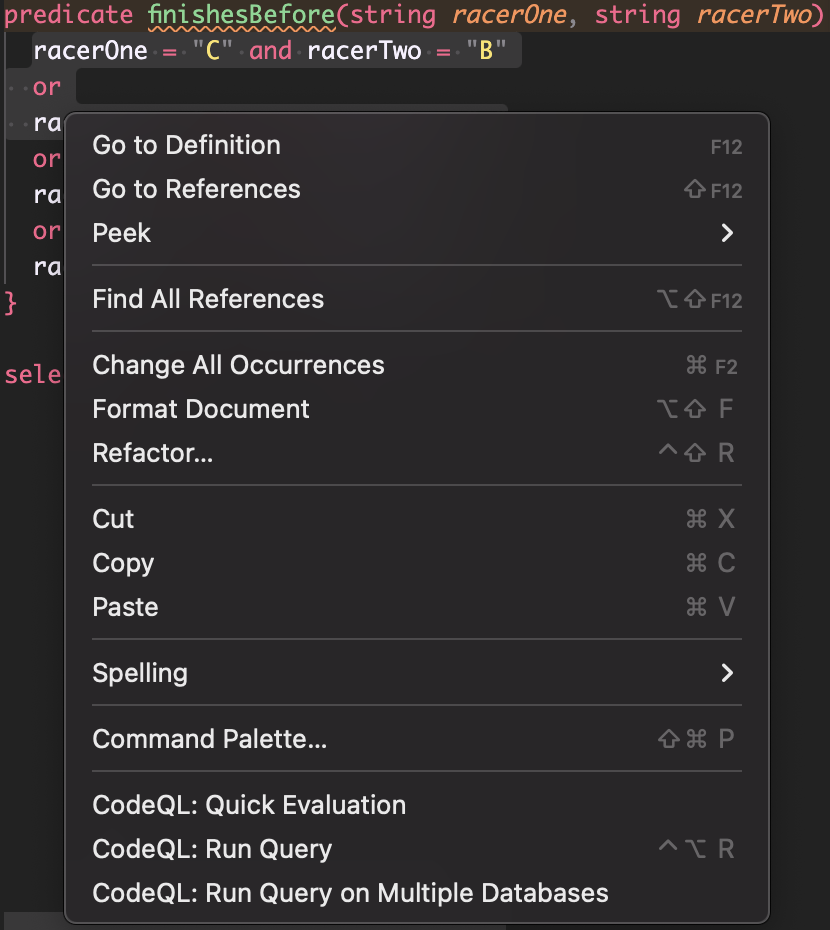 predicate finishesBefore(string racerOne, string racerTwo)
racerOne = "C" and racerTwo = "B"
or
ra
or
ra
or
ra
}
sele
Go to Definition F12
Go to References ⇧F12
Peek
Find All References ⌥⇧F12
Change All Occurrences ⌘F2
Format Document ⌥⇧F
Refactor... ^⇧R
Cut ⌘X
Copy ⌘C
Paste ⌘V
Spelling
Command Palette... ⇧⌘P
CodeQL: Quick Evaluation
CodeQL: Run Query ^⌥R
CodeQL: Run Query on Multiple Databases